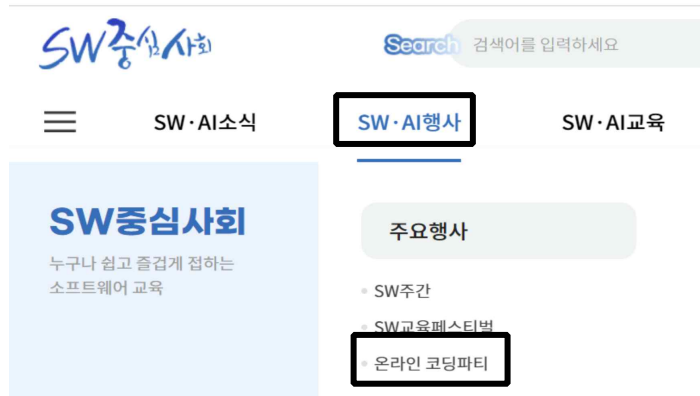 SW중심사회
Search 검색어를 입력하세요
SW·AI소식 SW·AI행사 SW·AI교육
SW중심사회
누구나 쉽고 즐겁게 접하는
소프트웨어 교육
주요행사
SW주간
SW교육페스티벌
온라인 코딩파티